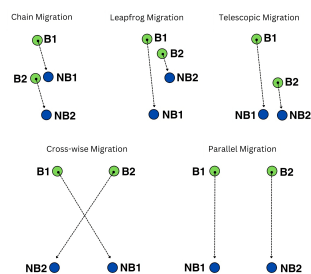 Chain Migration
Leapfrog Migration
Telescopic Migration
B1
B1
B1
B2
B2
B2
NB1
NB2
NB2
NB1
NB1
NB2
Cross-wise Migration
Parallel Migration
B1
B2
B1
B2
NB2
NB1
NB1
NB2